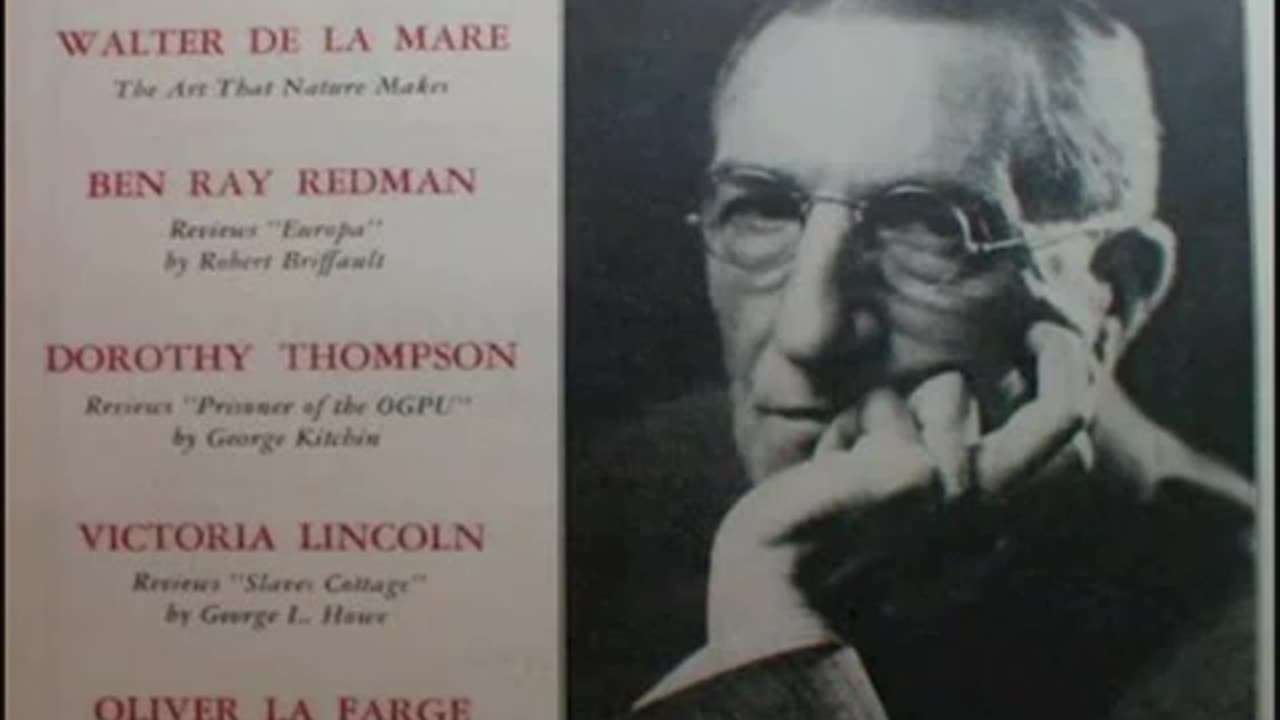 WALTER DE LA MARE
The Art That Nature Makes
BEN RAY REDMAN
Reviews "Europa"
by Robert Briffault
DOROTHY THOMPSON
Reviews "Prisoner of the OGPU"
by George Kitchin
VICTORIA LINCOLN
Reviews "Slaves Cottage"
by George L. Howe
OLIVER LA FARGE